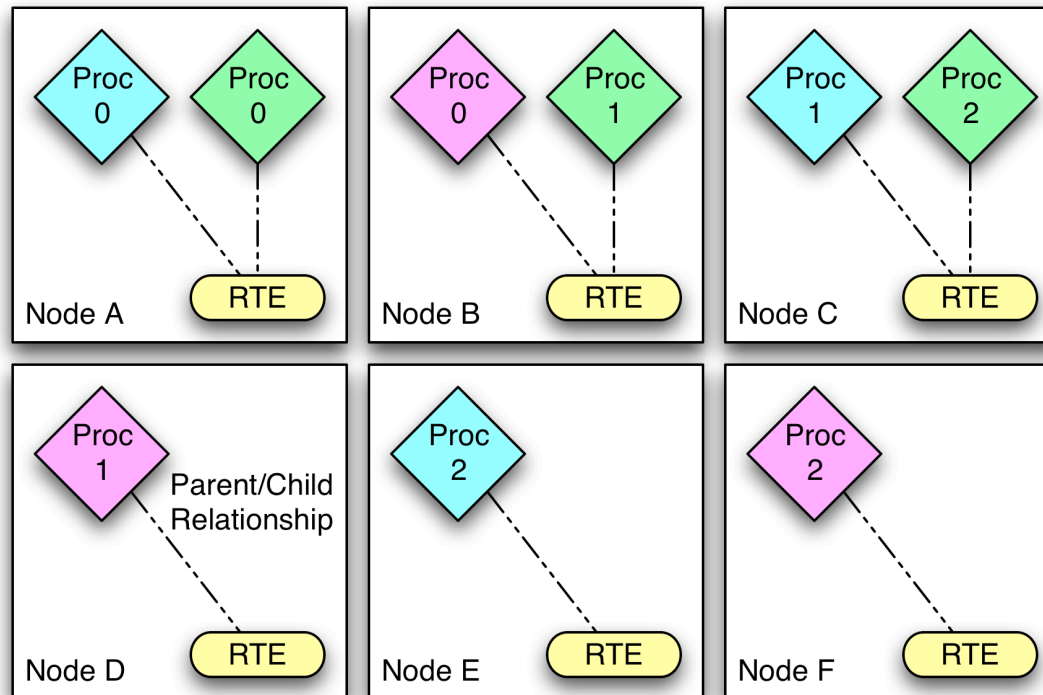 Proc
0
Proc
0
RTE
Node A
Proc
0
Proc
1
RTE
Node B
Proc
1
Proc
2
RTE
Node C
Proc
1
Parent/Child
Relationship
RTE
Node D
Proc
2
RTE
Node E
Proc
2
RTE
Node F